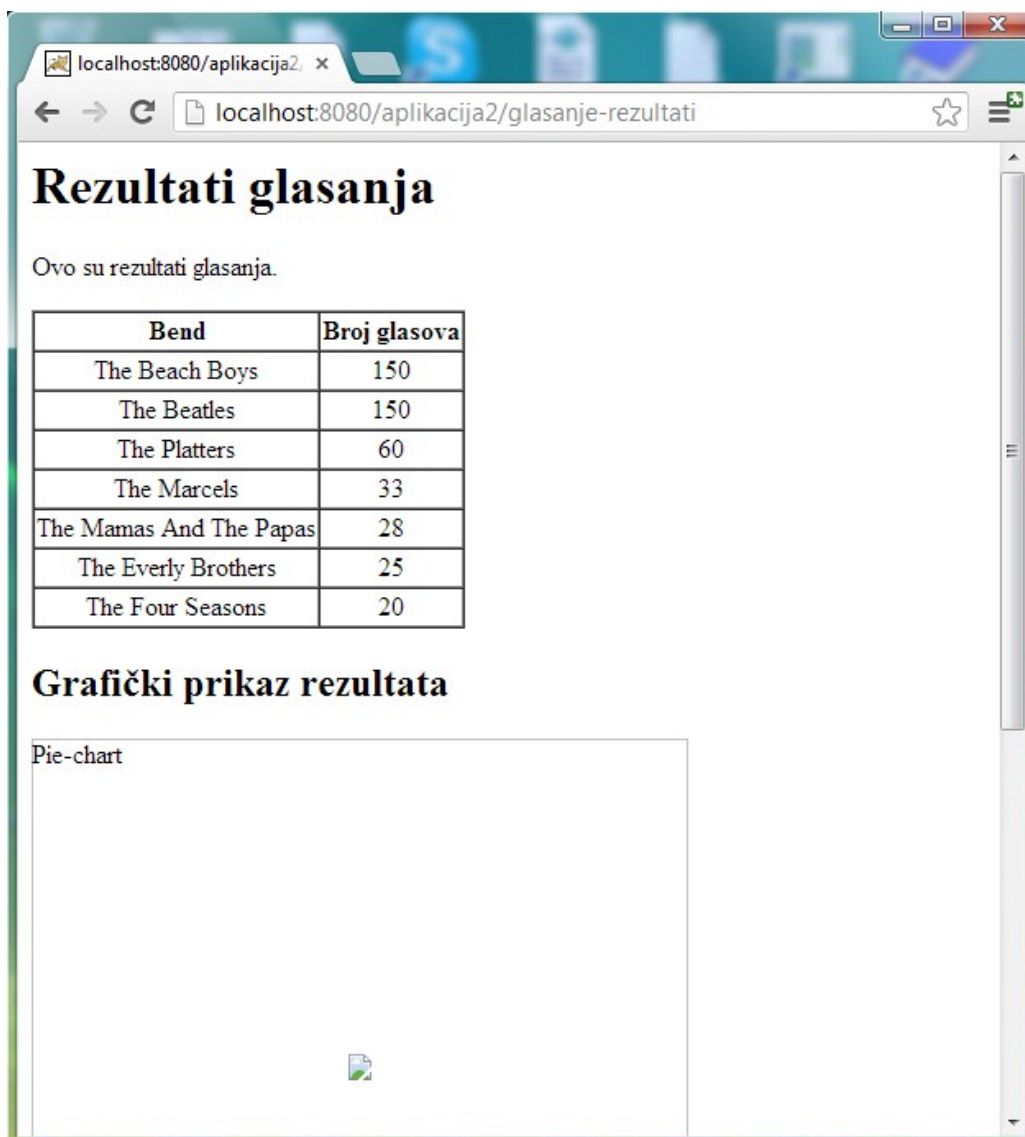 localhost:8080/aplikacija2/
localhost:8080/aplikacija2/glasanje-rezultati
Rezultati glasanja
Ovo su rezultati glasanja.
Bend Broj glasova
The Beach Boys 150
The Beatles 150
The Platters 60
The Marcels 33
The Mamas And The Papas 28
The Everly Brothers 25
The Four Seasons 20
Grafički prikaz rezultata
Pie-chart